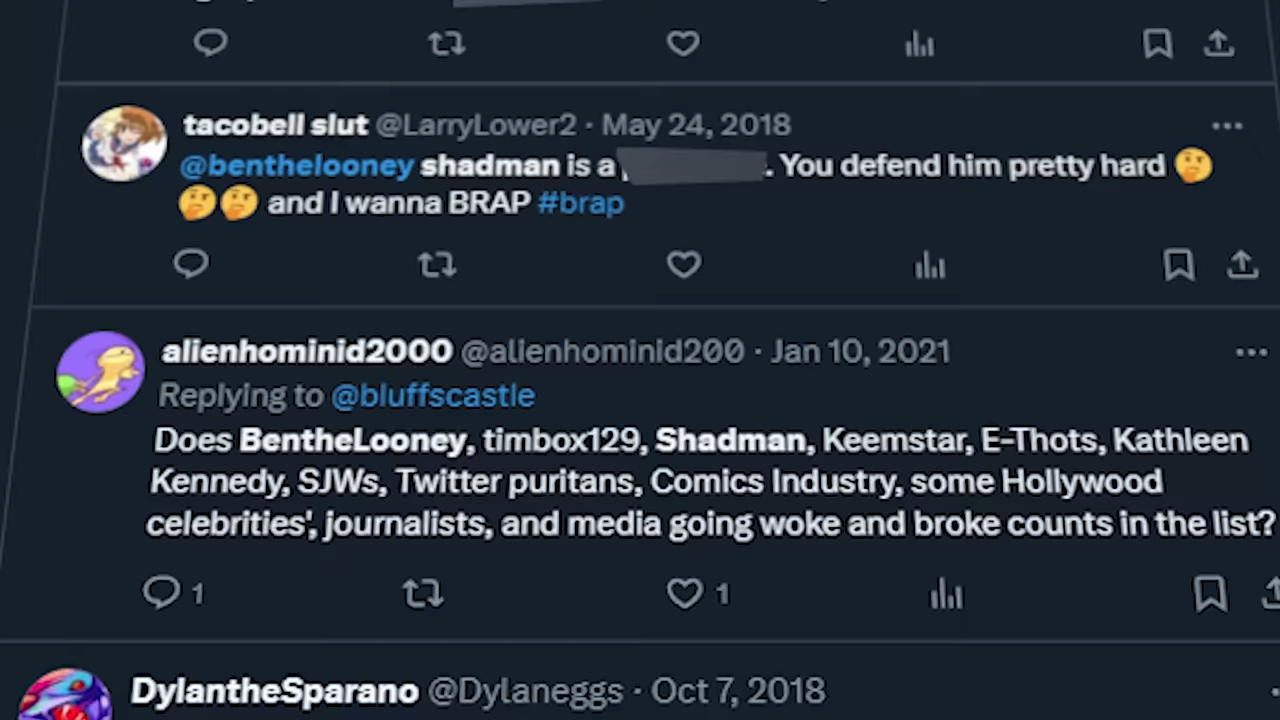 tacobell slut @LarryLower2 · May 24, 2018
@benthelooney shadman is a . You defend him pretty hard 🤔
🤔🤔 and I wanna BRAP #brap
alienhominid2000 @alienhominid200 · Jan 10, 2021
Replying to @bluffscastle
Does BentheLooney, timbox129, Shadman, Keemstar, E-Thots, Kathleen
Kennedy, SJWs, Twitter puritans, Comics Industry, some Hollywood
celebrities', journalists, and media going woke and broke counts in the list?
1 1
DylantheSparano @Dylaneggs · Oct 7, 2018